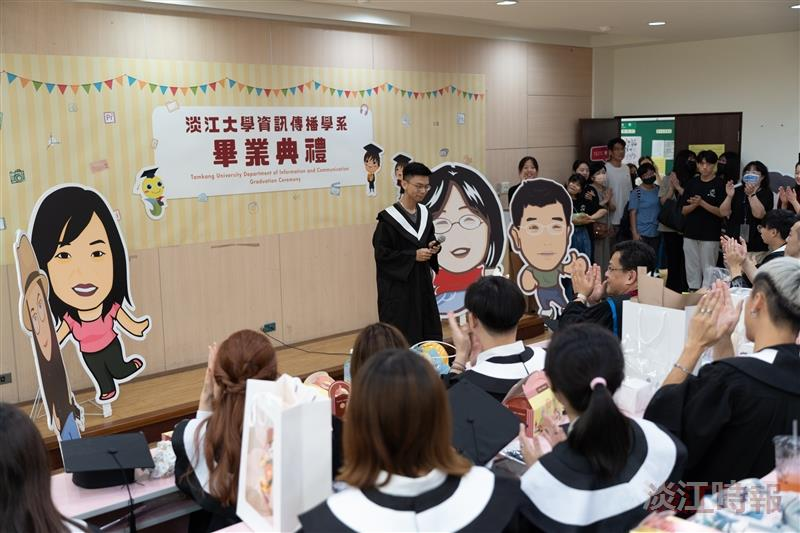 淡江大學資訊傳播學系
畢業典禮
Tamkang University Department of Information and Communication
Graduation Ceremony
Pr
淡江時報